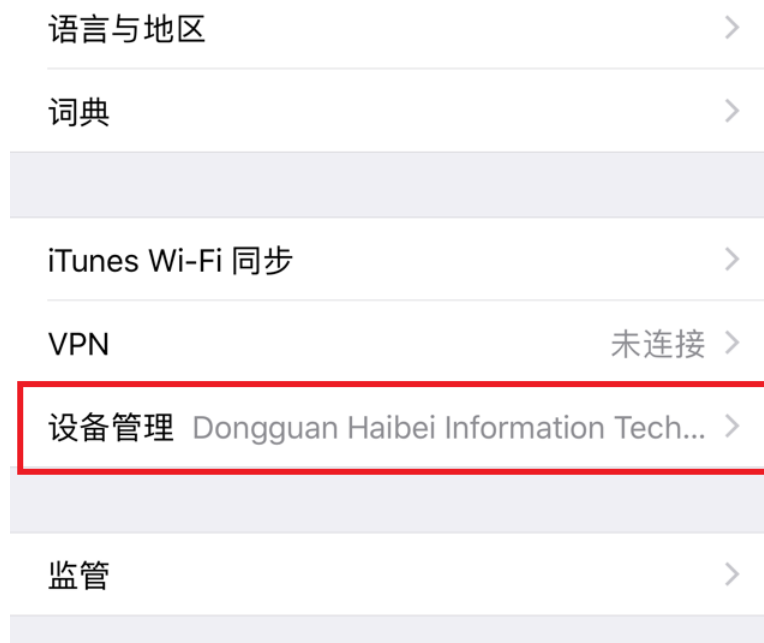 语言与地区
词典
iTunes Wi-Fi 同步
VPN 未连接
设备管理 Dongguan Haibei Information Tech...
监管